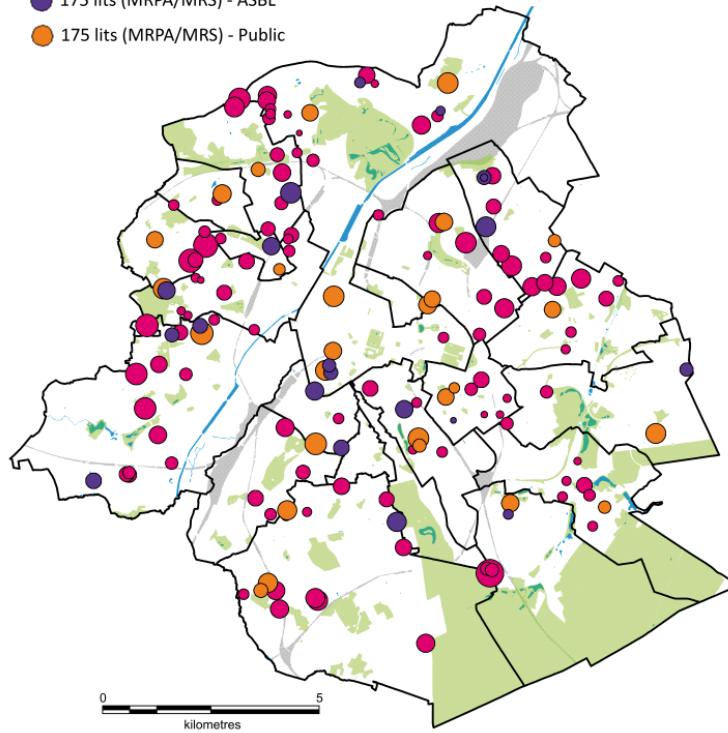 175 lits (MRPA/MRS) - ASBL
175 lits (MRPA/MRS) - Public
0 5
kilometres